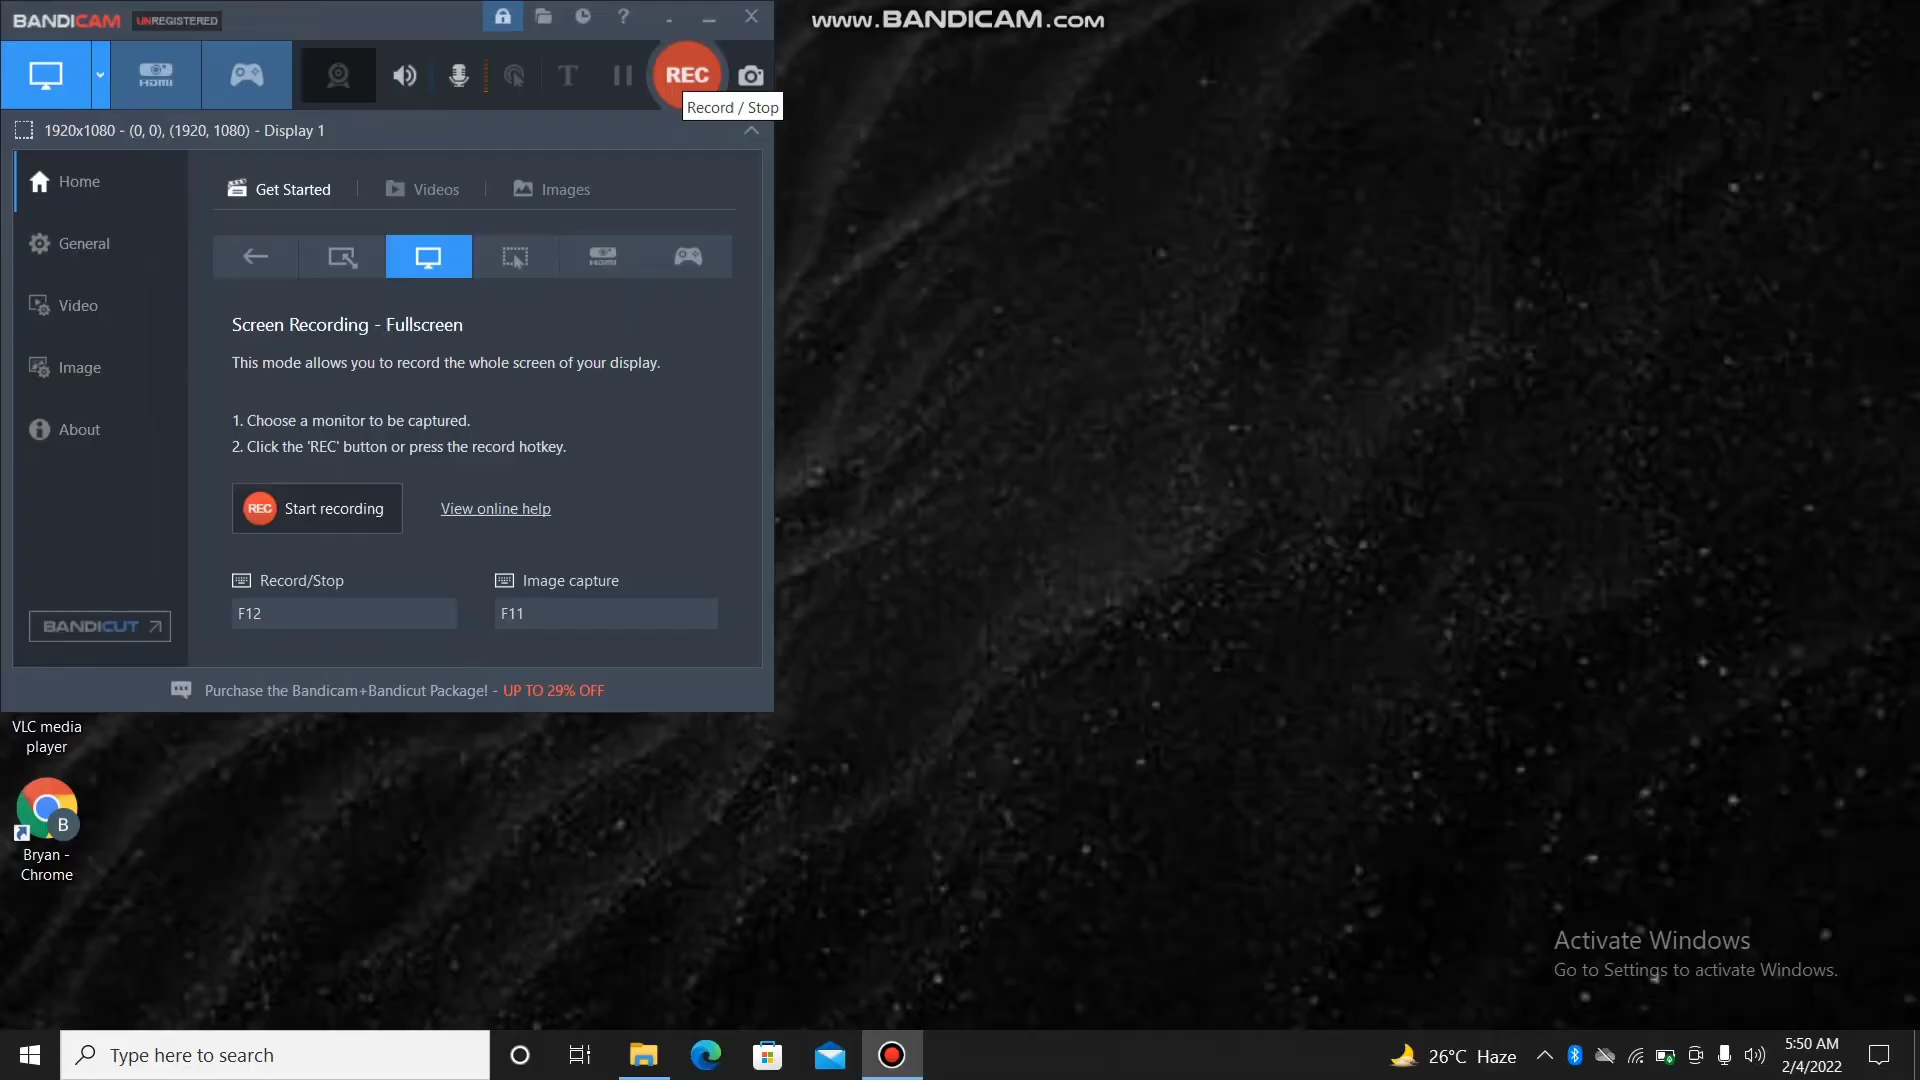 BANDICAM UNREGISTERED
www.BANDICAM.com
HDMI
T
REC
Record / Stop
1920x1080 - (0, 0), (1920, 1080) - Display 1
Home
General
Video
Image
About
BANDICUT
Get Started
Videos
Images
HDMI
Screen Recording - Fullscreen
This mode allows you to record the whole screen of your display.
1. Choose a monitor to be captured.
2. Click the 'REC' button or press the record hotkey.
REC Start recording
View online help
Record/Stop
Image capture
F12
F11
Purchase the Bandicam+Bandicut Package! - UP TO 29% OFF
VLC media
player
B
Bryan -
Chrome
Activate Windows
Go to Settings to activate Windows.
Type here to search
26°C Haze
5:50 AM
2/4/2022